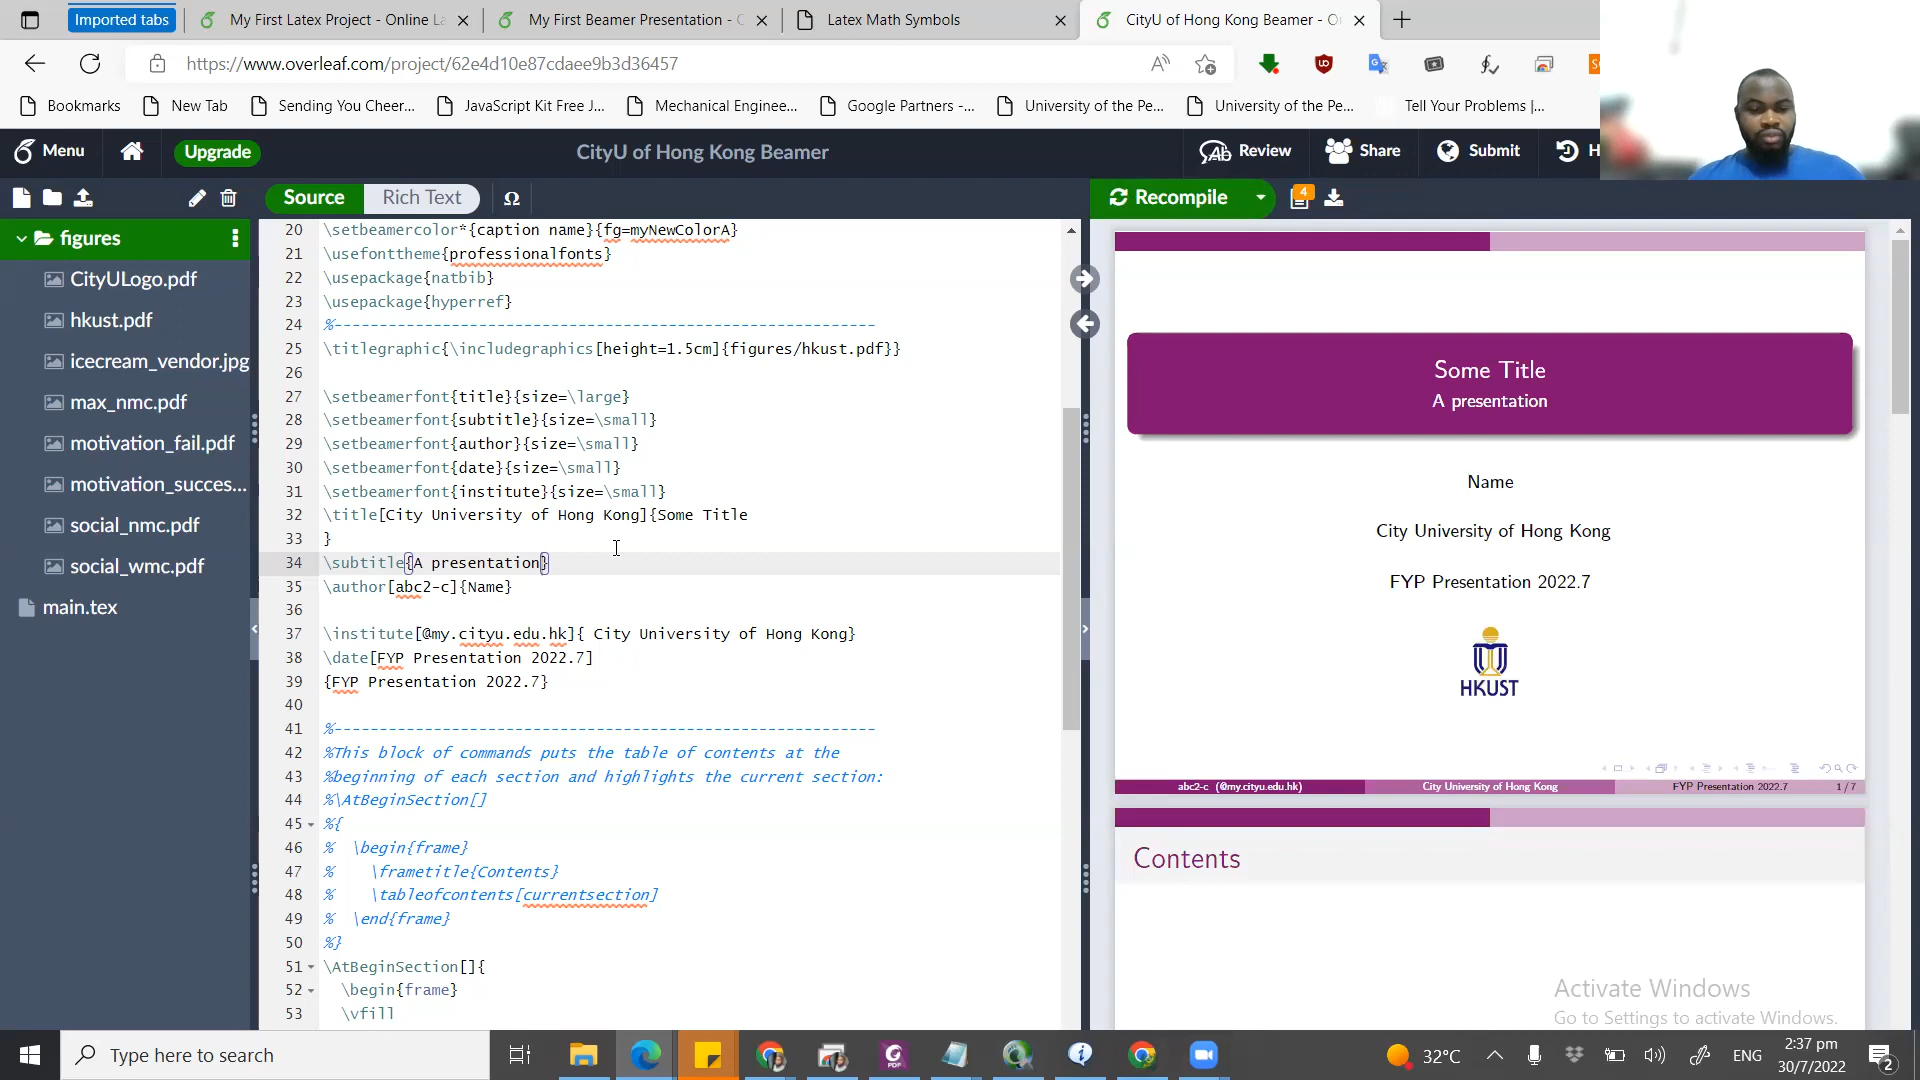 Imported tabs
My First Latex Project - Online La
My First Beamer Presentation - O
Latex Math Symbols
CityU of Hong Kong Beamer - On
https://www.overleaf.com/project/62e4d10e87cdaee9b3d36457
Bookmarks
New Tab
Sending You Cheer...
JavaScript Kit Free J...
Mechanical Enginee...
Google Partners -...
University of the Pe...
University of the Pe...
Tell Your Problems |...
Menu
Upgrade
CityU of Hong Kong Beamer
Review
Share
Submit
H
Source
Rich Text
Ω
Recompile
4
figures
CityULogo.pdf
hkust.pdf
icecream_vendor.jpg
max_nmc.pdf
motivation_fail.pdf
motivation_succes...
social_nmc.pdf
social_wmc.pdf
main.tex
20 \setbeamercolor*{caption name}{fg=myNewColorA}
21 \usefonttheme{professionalfonts}
22 \usepackage{natbib}
23 \usepackage{hyperref}
24 %------------------------------------------------------------
25 \titlegraphic{\includegraphics[height=1.5cm]{figures/hkust.pdf}}
26
27 \setbeamerfont{title}{size=\large}
28 \setbeamerfont{subtitle}{size=\small}
29 \setbeamerfont{author}{size=\small}
30 \setbeamerfont{date}{size=\small}
31 \setbeamerfont{institute}{size=\small}
32 \title[City University of Hong Kong]{Some Title
33 }
34 \subtitle{A presentation}
35 \author[abc2-c]{Name}
36
37 \institute[@my.cityu.edu.hk]{ City University of Hong Kong}
38 \date[FYP Presentation 2022.7]
39 {FYP Presentation 2022.7}
40
41 %------------------------------------------------------------
42 %This block of commands puts the table of contents at the
43 %beginning of each section and highlights the current section:
44 %\AtBeginSection[]
45 %{
46 %  \begin{frame}
47 %    \frametitle{Contents}
48 %    \tableofcontents[currentsection]
49 %  \end{frame}
50 %}
51 \AtBeginSection[]{
52   \begin{frame}
53   \vfill
Some Title
A presentation
Name
City University of Hong Kong
FYP Presentation 2022.7
HKUST
abc2-c (@my.cityu.edu.hk)
City University of Hong Kong
FYP Presentation 2022.7
1 / 7
Contents
Activate Windows
Go to Settings to activate Windows.
Type here to search
32°C
ENG
2:37 pm
30/7/2022
2